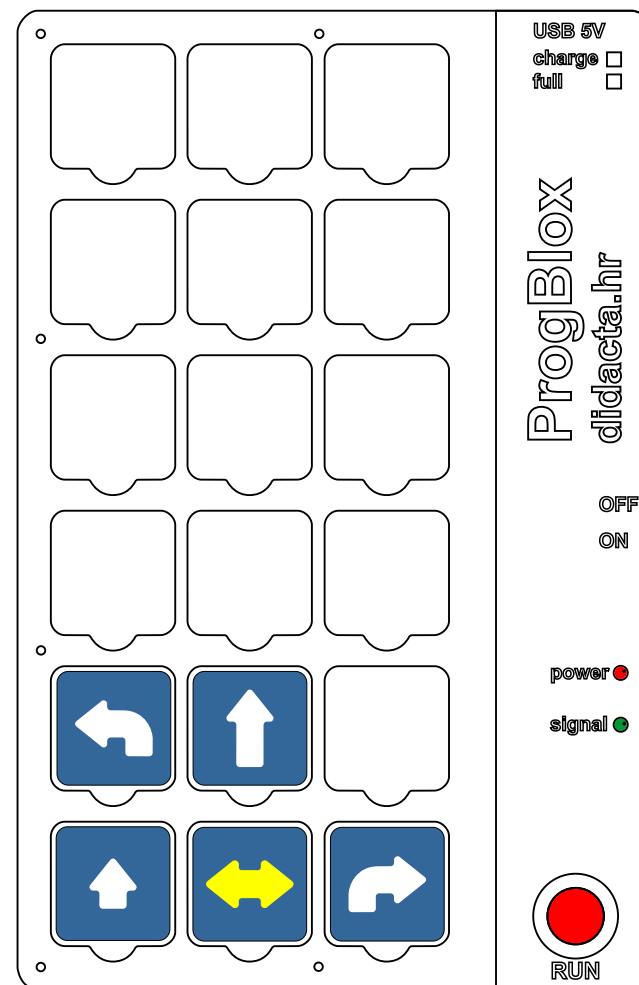 USB 5V
charge
full
ProgBlox
didacta.hr
OFF
ON
power
signal
RUN